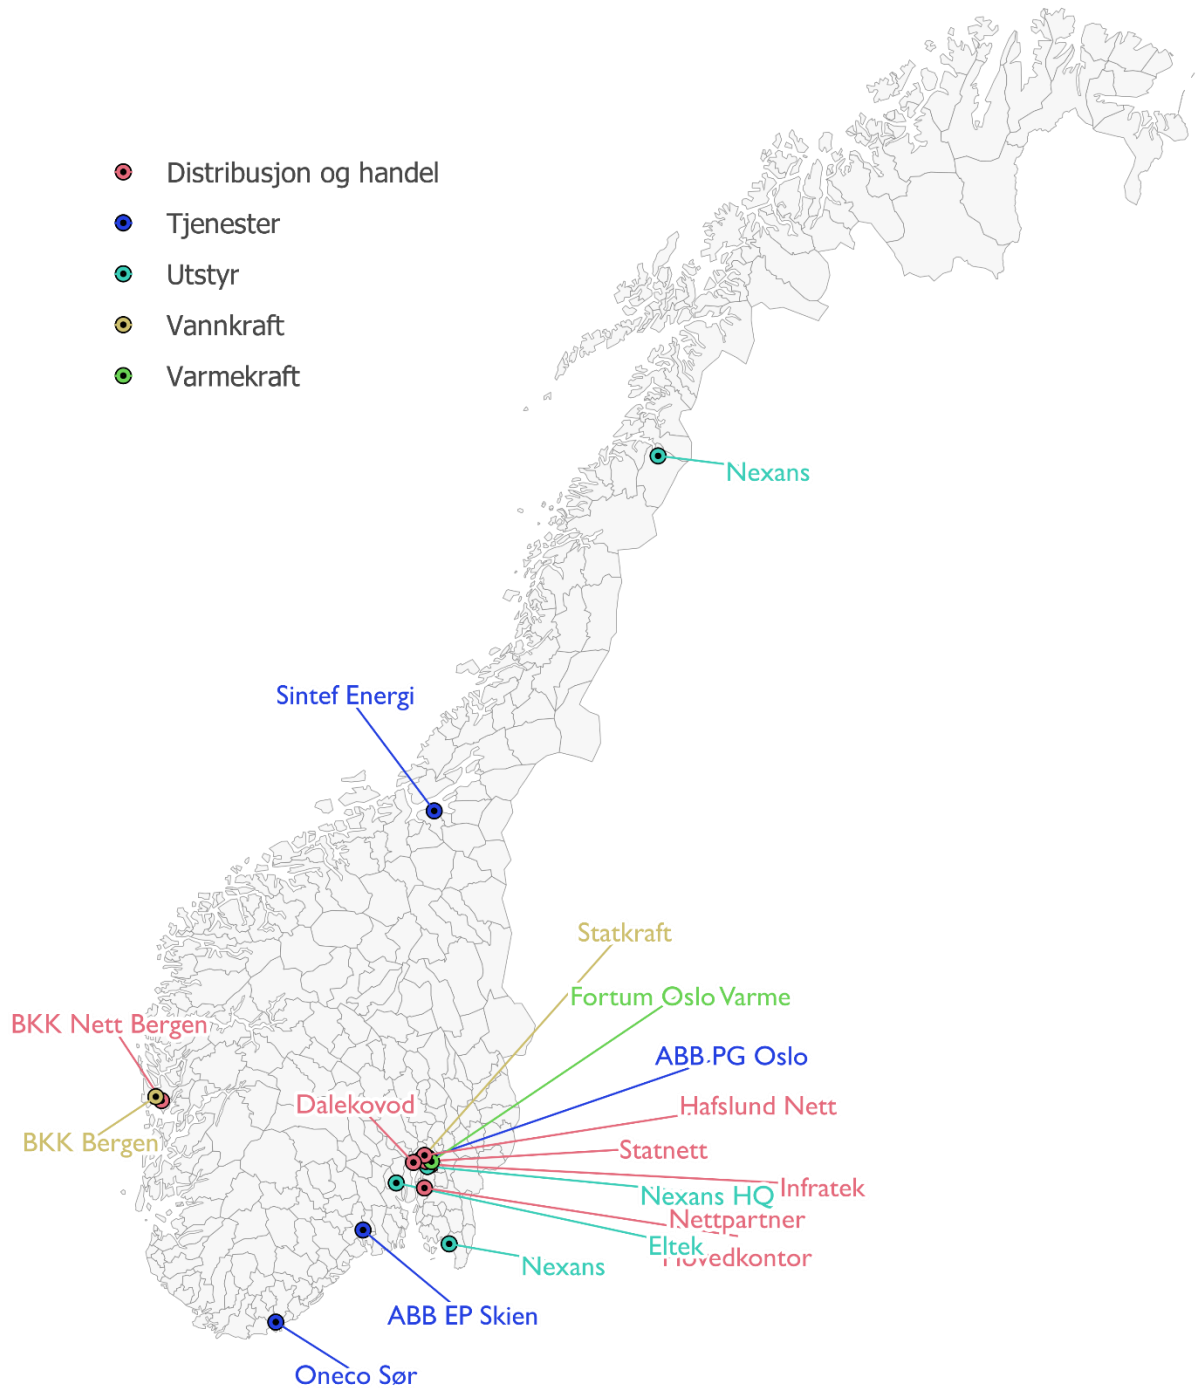 Distribusjon og handel
Tjenester
Utstyr
Vannkraft
Varmekraft
Nexans
Sintef Energi
Statkraft
Fortum Oslo Varme
BKK Nett Bergen
ABB PG Oslo
Dalekovod
Hafslund Nett
BKK Bergen
Statnett
Infratek
Nexans HQ
Nettpartner
Eltek
Hovedkontor
Nexans
ABB EP Skien
Oneco Sør